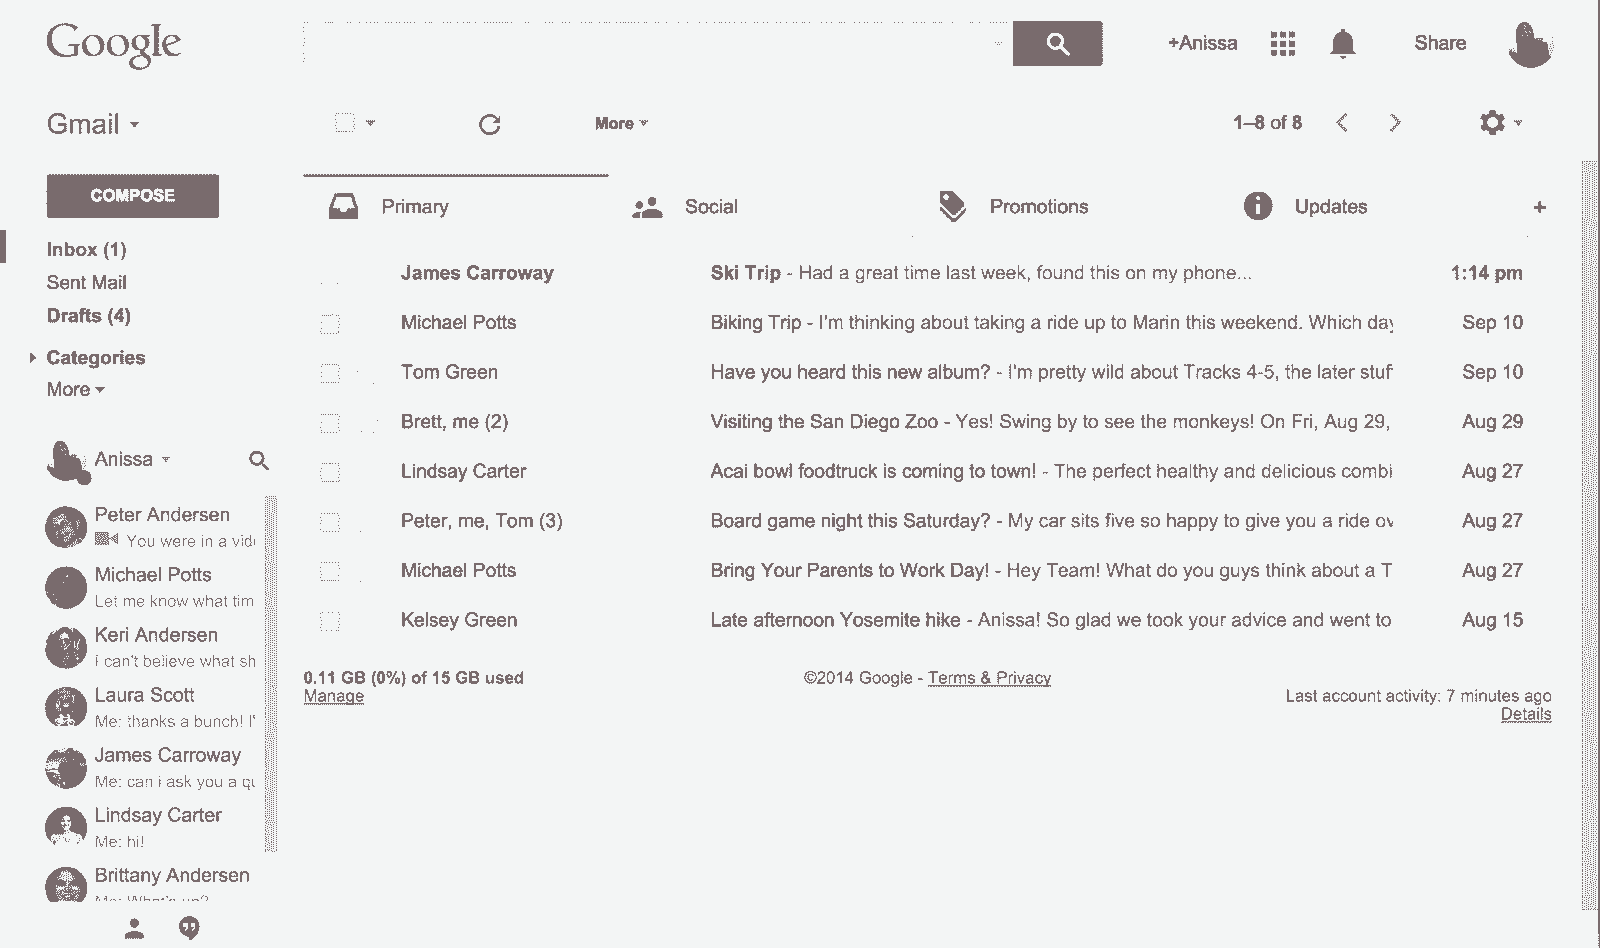 Google
+Anissa
Share
Gmail
More
1–8 of 8
COMPOSE
Primary
Social
Promotions
Updates
+
Inbox (1)
Sent Mail
Drafts (4)
Categories
More
James Carroway Ski Trip - Had a great time last week, found this on my phone... 1:14 pm
Michael Potts Biking Trip - I'm thinking about taking a ride up to Marin this weekend. Which day Sep 10
Tom Green Have you heard this new album? - I'm pretty wild about Tracks 4-5, the later stuf Sep 10
Brett, me (2) Visiting the San Diego Zoo - Yes! Swing by to see the monkeys! On Fri, Aug 29, Aug 29
Lindsay Carter Acai bowl foodtruck is coming to town! - The perfect healthy and delicious combi Aug 27
Peter, me, Tom (3) Board game night this Saturday? - My car sits five so happy to give you a ride ov Aug 27
Michael Potts Bring Your Parents to Work Day! - Hey Team! What do you guys think about a T Aug 27
Kelsey Green Late afternoon Yosemite hike - Anissa! So glad we took your advice and went to Aug 15
0.11 GB (0%) of 15 GB used
Manage
©2014 Google - Terms & Privacy
Last account activity: 7 minutes ago
Details
Anissa
Peter Andersen
You were in a vid
Michael Potts
Let me know what tim
Keri Andersen
i can't believe what sh
Laura Scott
Me: thanks a bunch! I'
James Carroway
Me: can i ask you a qu
Lindsay Carter
Me: hi!
Brittany Andersen
Me: What's up?